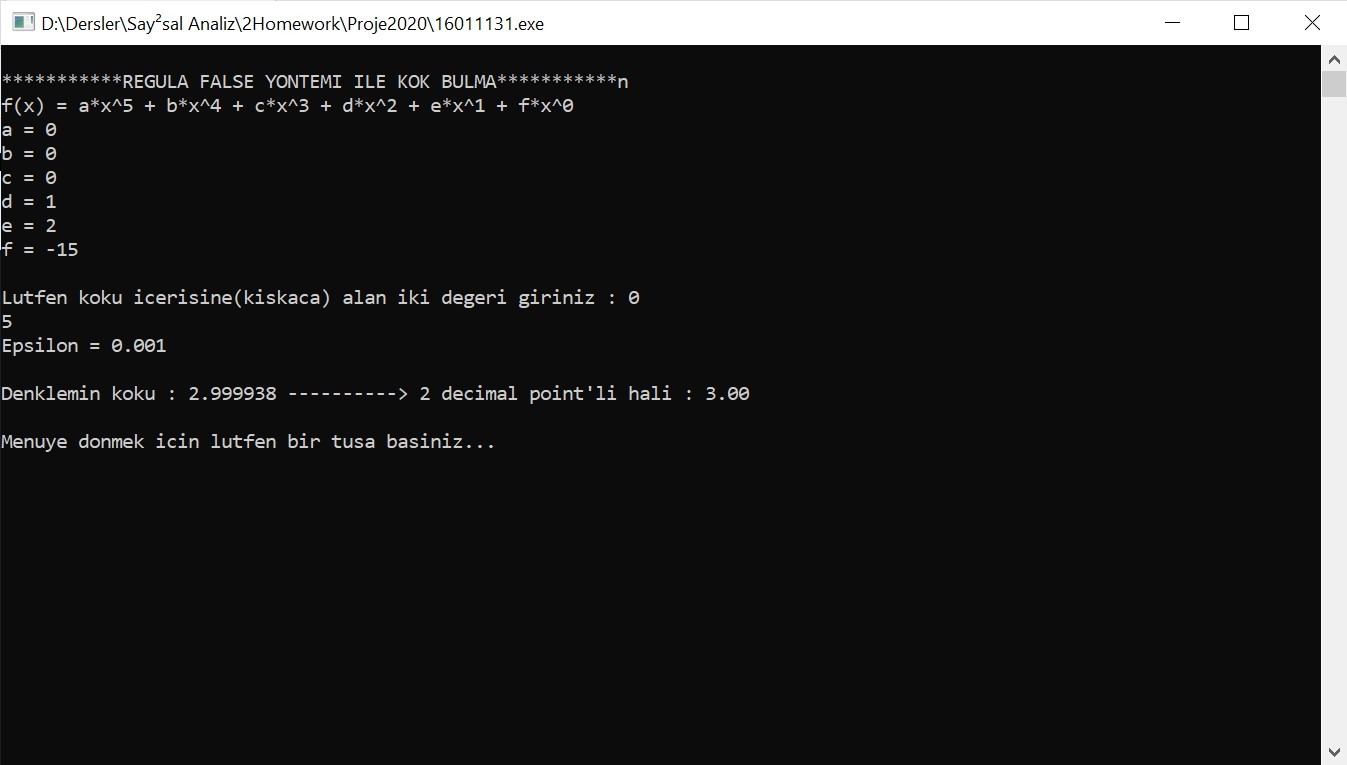 D:\Dersler\Say²sal Analiz\2Homework\Proje2020\16011131.exe
***********REGULA FALSE YONTEMI ILE KOK BULMA***********n
f(x) = a*x^5 + b*x^4 + c*x^3 + d*x^2 + e*x^1 + f*x^0
a = 0
b = 0
c = 0
d = 1
e = 2
f = -15
Lutfen koku icerisine(kiskaca) alan iki degeri giriniz : 0
5
Epsilon = 0.001
Denklemin koku : 2.999938 ----------> 2 decimal point'li hali : 3.00
Menuye donmek icin lutfen bir tusa basiniz...